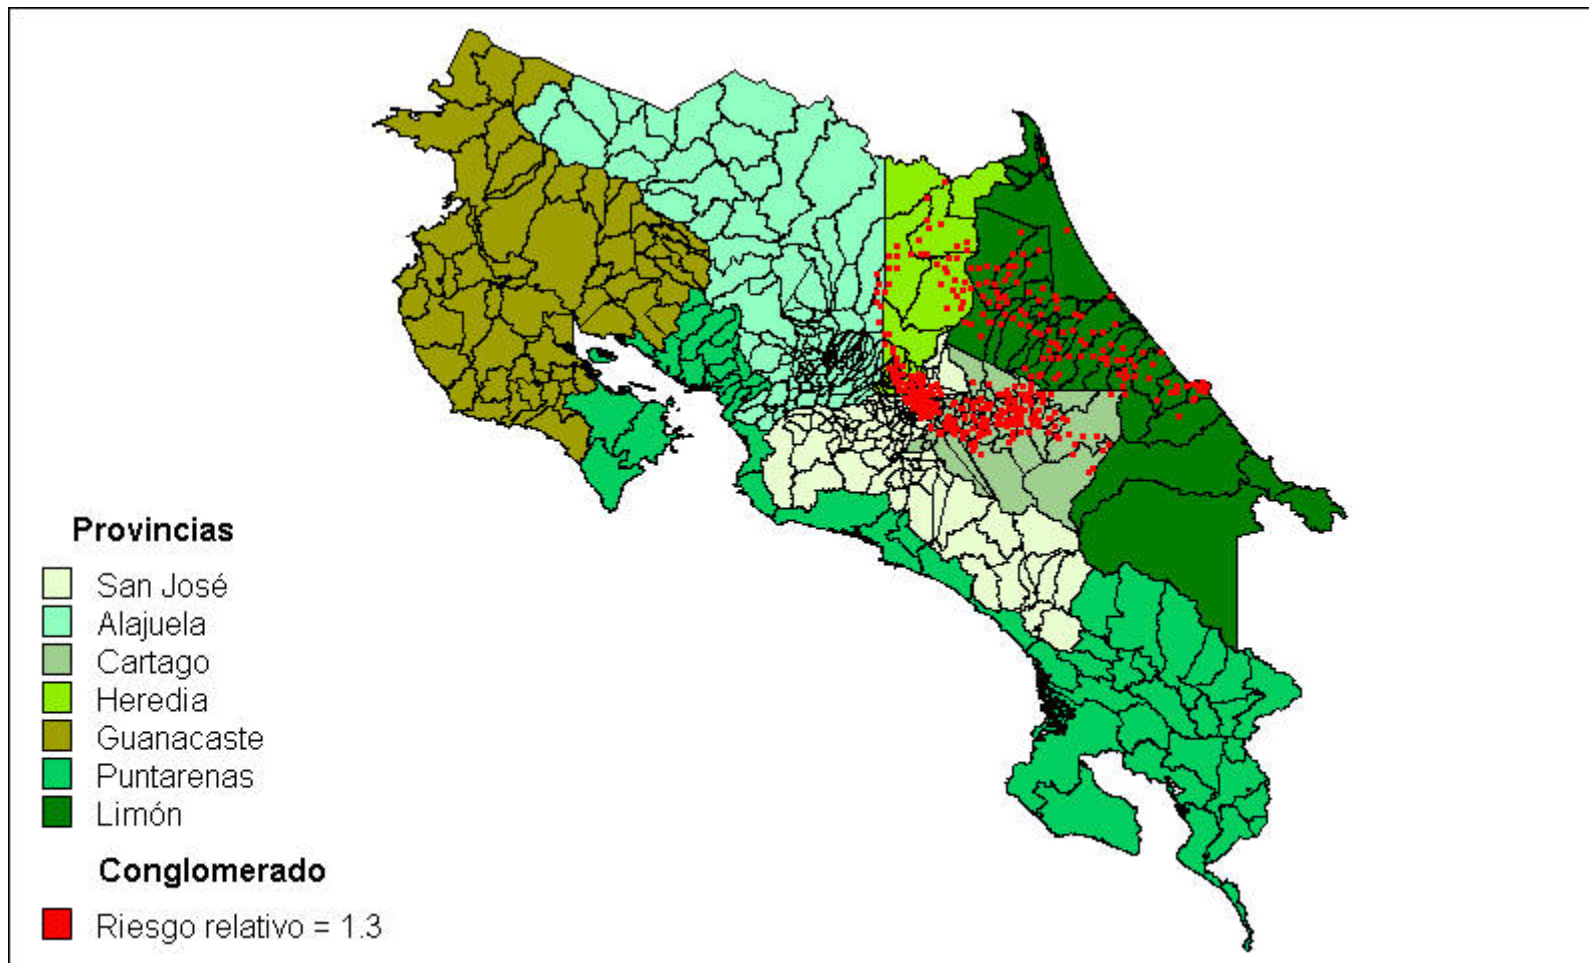 Provincias
San José
Alajuela
Cartago
Heredia
Guanacaste
Puntarenas
Limón
Conglomerado
Riesgo relativo = 1.3